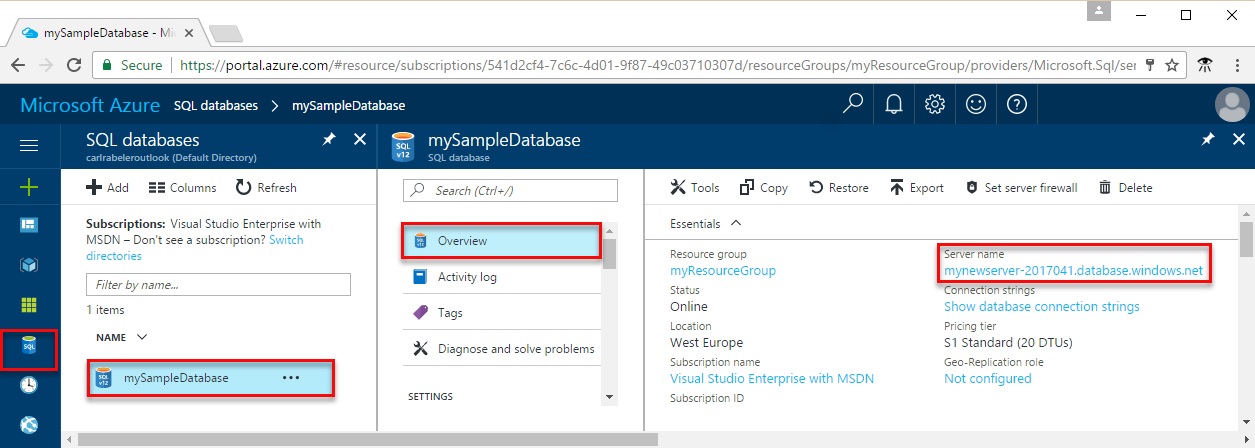 mySampleDatabase - Mi
Secure
https://portal.azure.com/#resource/subscriptions/541d2cf4-7c6c-4d01-9f87-49c03710307d/resourceGroups/myResourceGroup/providers/Microsoft.Sql/ser
Microsoft Azure SQL databases > mySampleDatabase
SQL databases
carlrabeleroutlook (Default Directory)
Add Columns Refresh
Subscriptions: Visual Studio Enterprise with
MSDN – Don't see a subscription? Switch
directories
Filter by name...
1 items
NAME
SQL
v12
mySampleDatabase ...
SQL
v12
mySampleDatabase
SQL database
Search (Ctrl+/)
Overview
Activity log
Tags
Diagnose and solve problems
SETTINGS
Tools Copy Restore Export Set server firewall Delete
Essentials
Resource group
myResourceGroup
Status
Online
Location
West Europe
Subscription name
Visual Studio Enterprise with MSDN
Subscription ID
Server name
mynewserver-2017041.database.windows.net
Connection strings
Show database connection strings
Pricing tier
S1 Standard (20 DTUs)
Geo-Replication role
Not configured